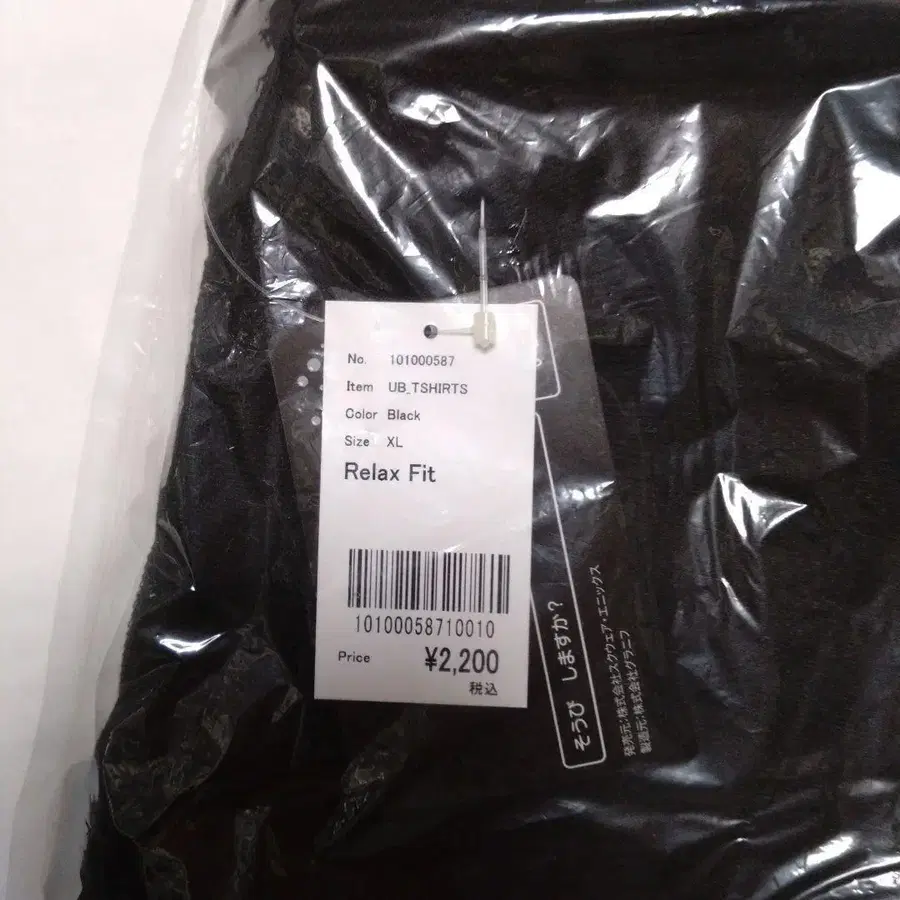 No. 101000587
Item UB_TSHIRTS
Color Black
Size XL
Relax Fit
10100058710010
Price ¥2,200
税込
そうび しますか？
発売元:株式会社スクウェア・エニックス
製造元:株式会社グラニフ